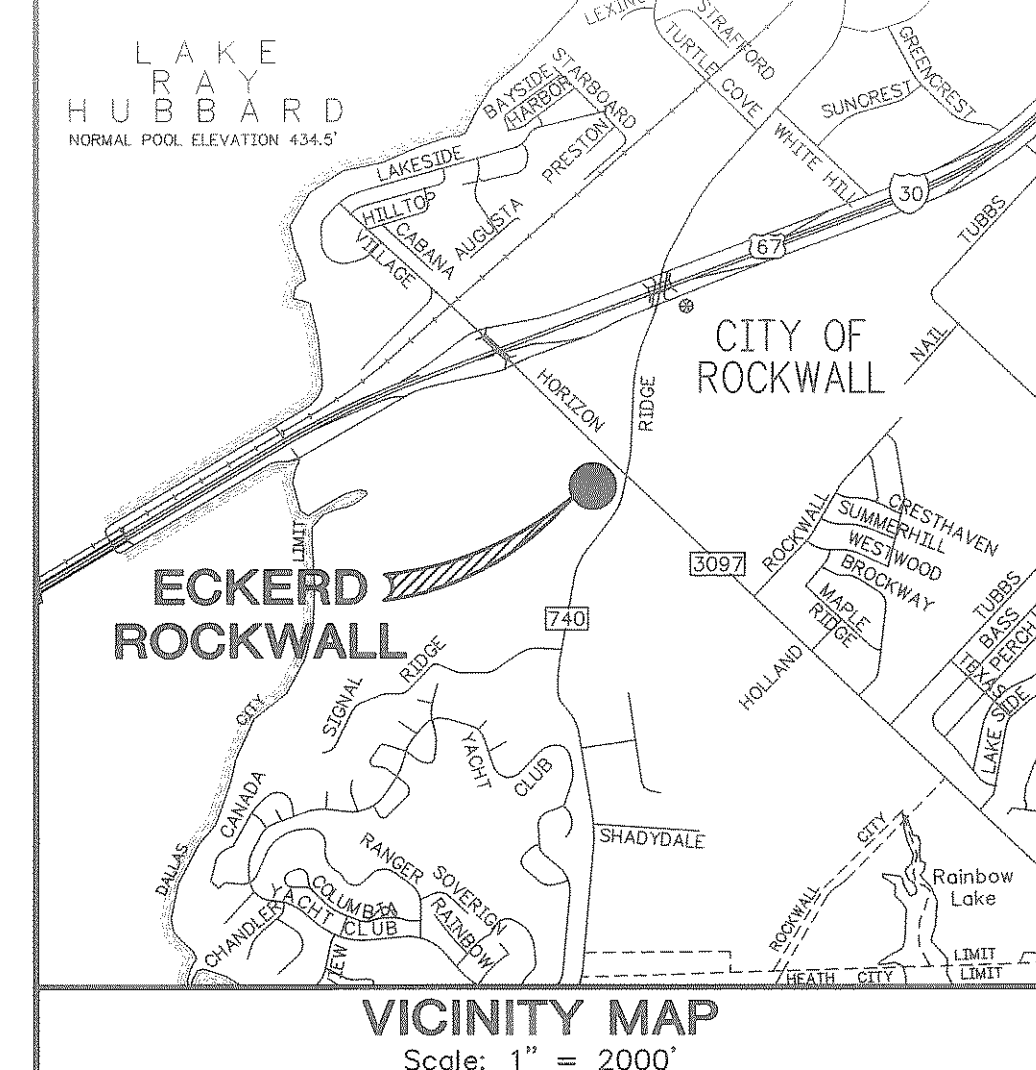 LAKE
RAY
HUBBARD
NORMAL POOL ELEVATION 434.5'
STRAFFORD
TURTLE COVE
GREENCREST
SUNCREST
WHITE HILL
BAYSIDE
STARBOARD
HARBOR
PRESTON
LAKESIDE
HILLTOP
CABANA
AUGUSTA
VILLAGE
30
67
TUBBS
CITY OF
ROCKWALL
NAIL
HORIZON
RIDGE
LIMIT
ECKERD
ROCKWALL
3097
740
ROCKWALL
CRESTHAVEN
SUMMERHILL
WESTWOOD
BROCKWAY
MAPLE
RIDGE
TUBBS
BASS
PERCH
TEXAS
LAKE SIDE
HOLLAND
SIGNAL RIDGE
CITY
YACHT CLUB
CANADA
DALLAS
SHADYDALE
RANGER
SOVERIGN
COLUMBIA
RAINBOW
YACHT CLUB
CHANDLER
VIEW
CITY
ROCKWALL
Rainbow
Lake
LIMIT
HEATH CITY LIMIT
VICINITY MAP
Scale: 1" = 2000'